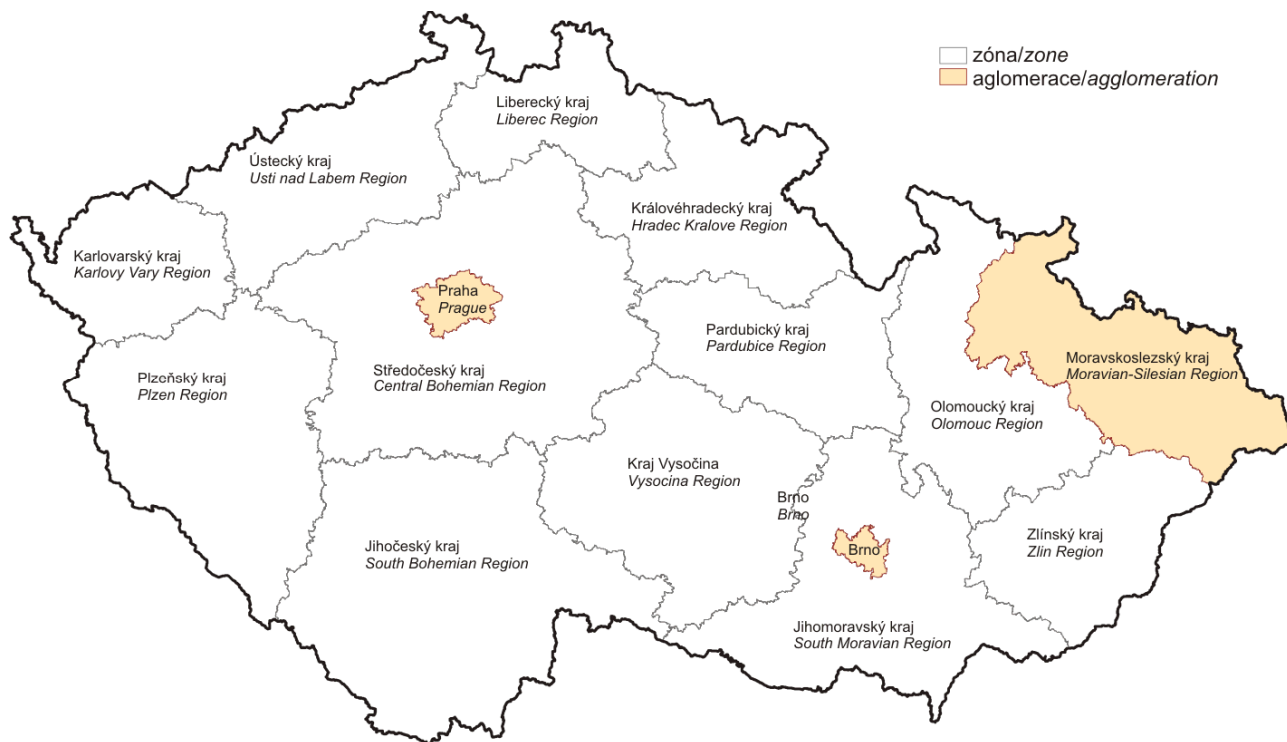 zóna/zone
aglomerace/agglomeration
Liberecký kraj
Liberec Region
Ústecký kraj
Usti nad Labem Region
Královéhradecký kraj
Hradec Kralove Region
Karlovarský kraj
Karlovy Vary Region
Praha
Prague
Pardubický kraj
Pardubice Region
Moravskoslezský kraj
Moravian-Silesian Region
Plzeňský kraj
Plzen Region
Středočeský kraj
Central Bohemian Region
Olomoucký kraj
Olomouc Region
Kraj Vysočina
Vysocina Region
Brno
Brno
Brno
Zlínský kraj
Zlin Region
Jihočeský kraj
South Bohemian Region
Jihomoravský kraj
South Moravian Region